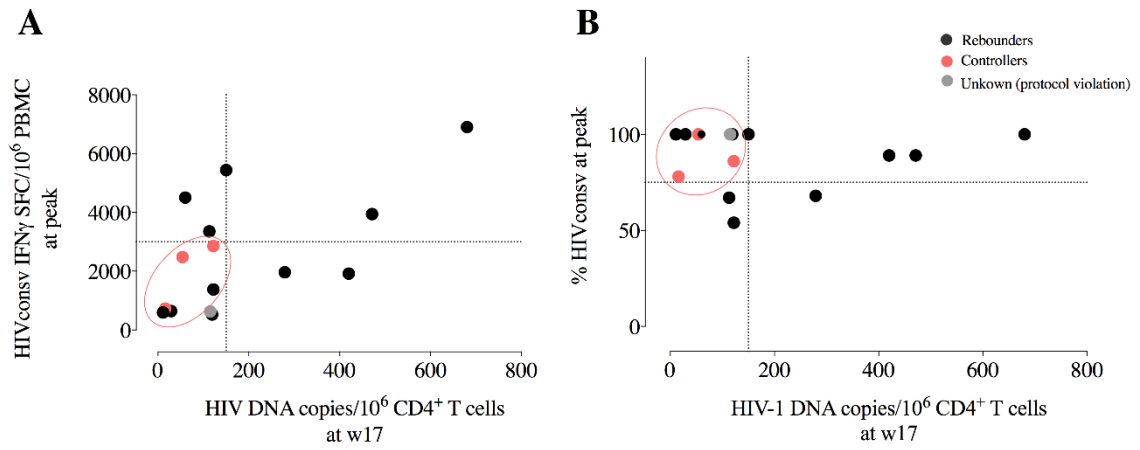 A
HIVconsv IFNγ SFC/10⁶ PBMC
at peak
8000
6000
4000
2000
0
0 200 400 600 800
HIV DNA copies/10⁶ CD4⁺ T cells
at w17
B
Rebounders
Controllers
Unkown (protocol violation)
% HIVconsv at peak
100
50
0
0 200 400 600 800
HIV-1 DNA copies/10⁶ CD4⁺ T cells
at w17